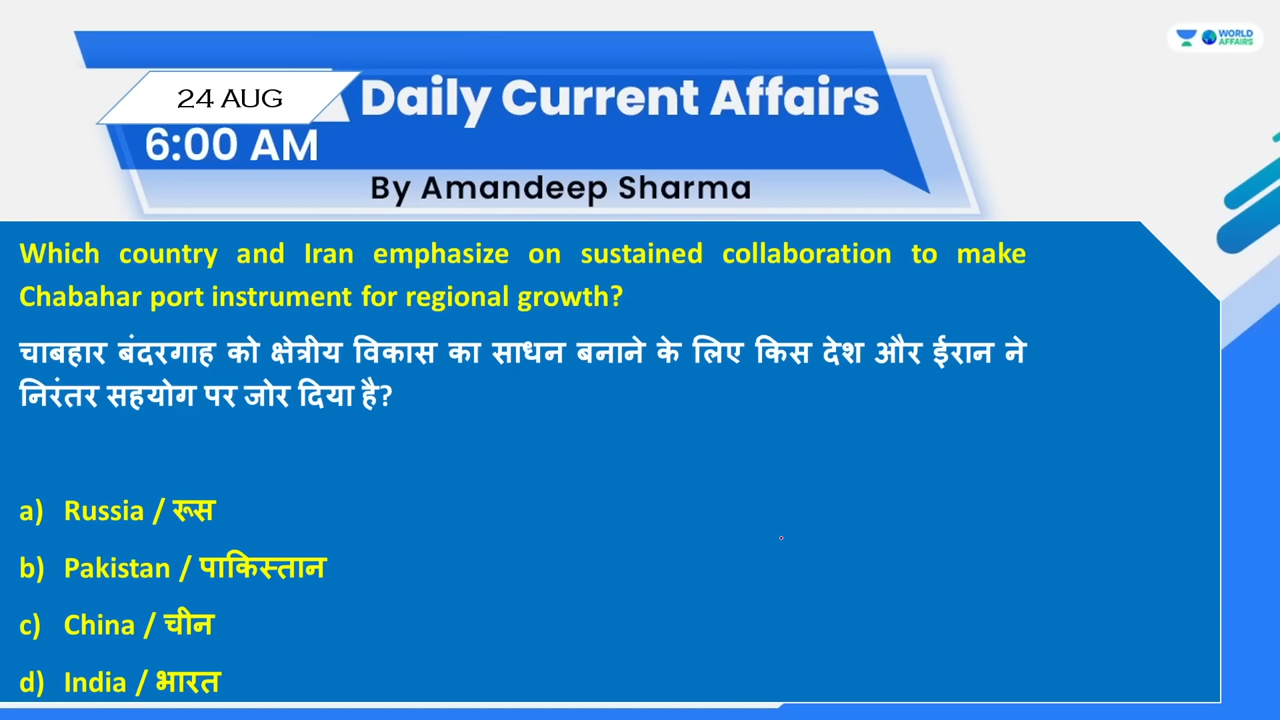 WORLD
AFFAIRS
24 AUG
Daily Current Affairs
6:00 AM
By Amandeep Sharma
Which country and Iran emphasize on sustained collaboration to make
Chabahar port instrument for regional growth?
चाबहार बंदरगाह को क्षेत्रीय विकास का साधन बनाने के लिए किस देश और ईरान ने
निरंतर सहयोग पर जोर दिया है?
a) Russia / रूस
b) Pakistan / पाकिस्तान
c) China / चीन
d) India / भारत